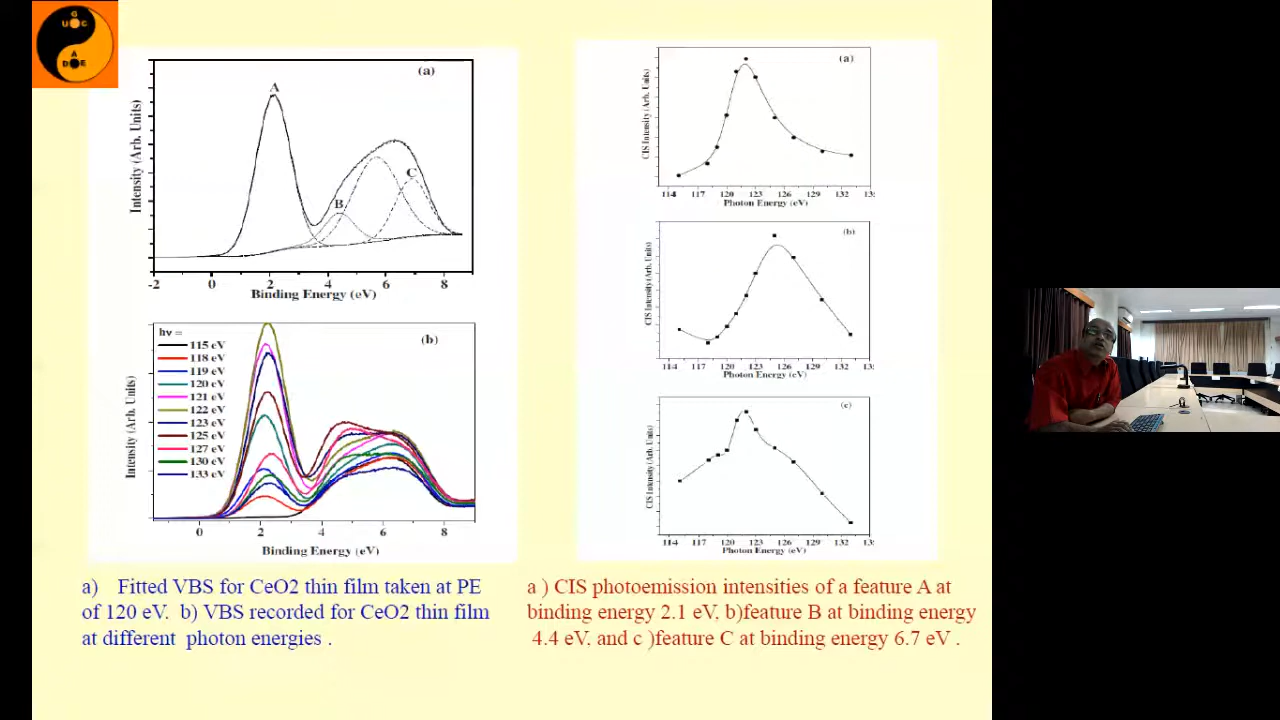 G
U G C
A
D E
(a)
A
B
C
Intensity (Arb. Units)
-2 0 2 4 6 8
Binding Energy (eV)
hν =
115 eV
118 eV
119 eV
120 eV
121 eV
122 eV
123 eV
125 eV
127 eV
130 eV
133 eV
(b)
Intensity (Arb. Units)
0 2 4 6 8
Binding Energy (eV)
a) Fitted VBS for CeO2 thin film taken at PE
of 120 eV. b) VBS recorded for CeO2 thin film
at different photon energies .
(a)
CIS Intensity (Arb. Units)
114 117 120 123 126 129 132 13
Photon Energy (eV)
(b)
CIS Intensity (Arb. Units)
114 117 120 123 126 129 132 13
Photon Energy (eV)
(c)
CIS Intensity (Arb. Units)
114 117 120 123 126 129 132 13
Photon Energy (eV)
a ) CIS photoemission intensities of a feature A at
binding energy 2.1 eV, b)feature B at binding energy
4.4 eV, and c )feature C at binding energy 6.7 eV .